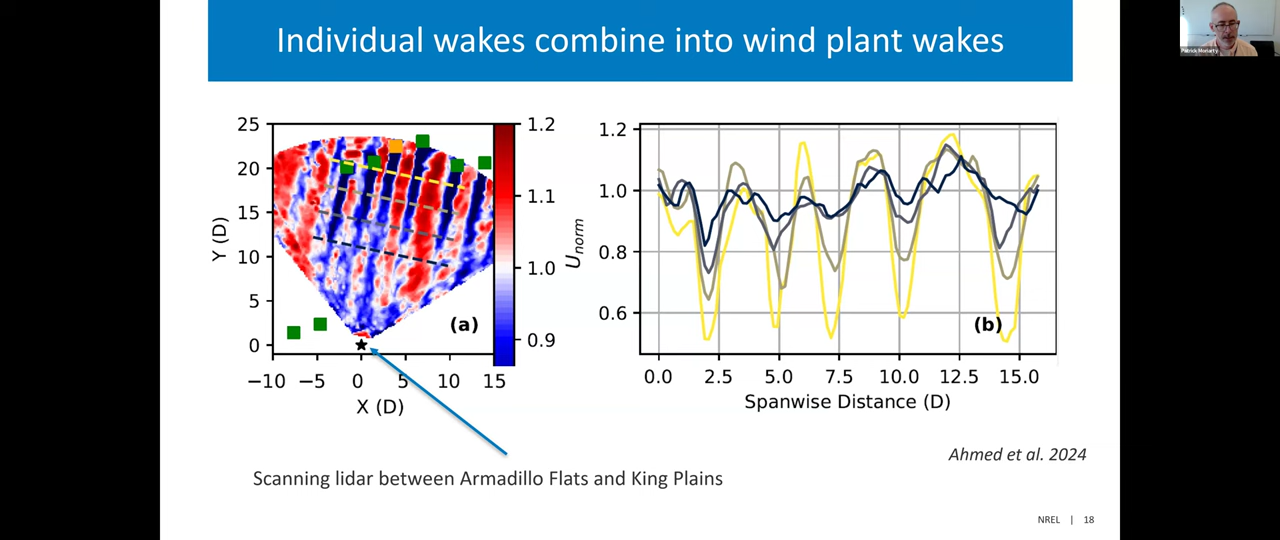 Individual wakes combine into wind plant wakes
Patrick Moriarty
25
20
15
10
5
0
Y (D)
−10 −5 0 5 10 15
X (D)
(a)
1.2
1.1
1.0
0.9
U_norm
1.2
1.0
0.8
0.6
(b)
0.0 2.5 5.0 7.5 10.0 12.5 15.0
Spanwise Distance (D)
Ahmed et al. 2024
Scanning lidar between Armadillo Flats and King Plains
NREL | 18